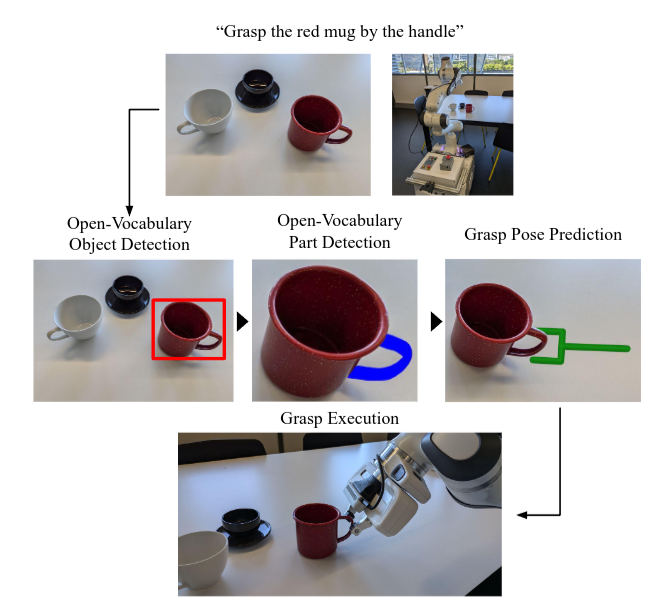 “Grasp the red mug by the handle”
Open-Vocabulary
Object Detection
Open-Vocabulary
Part Detection
Grasp Pose Prediction
Grasp Execution